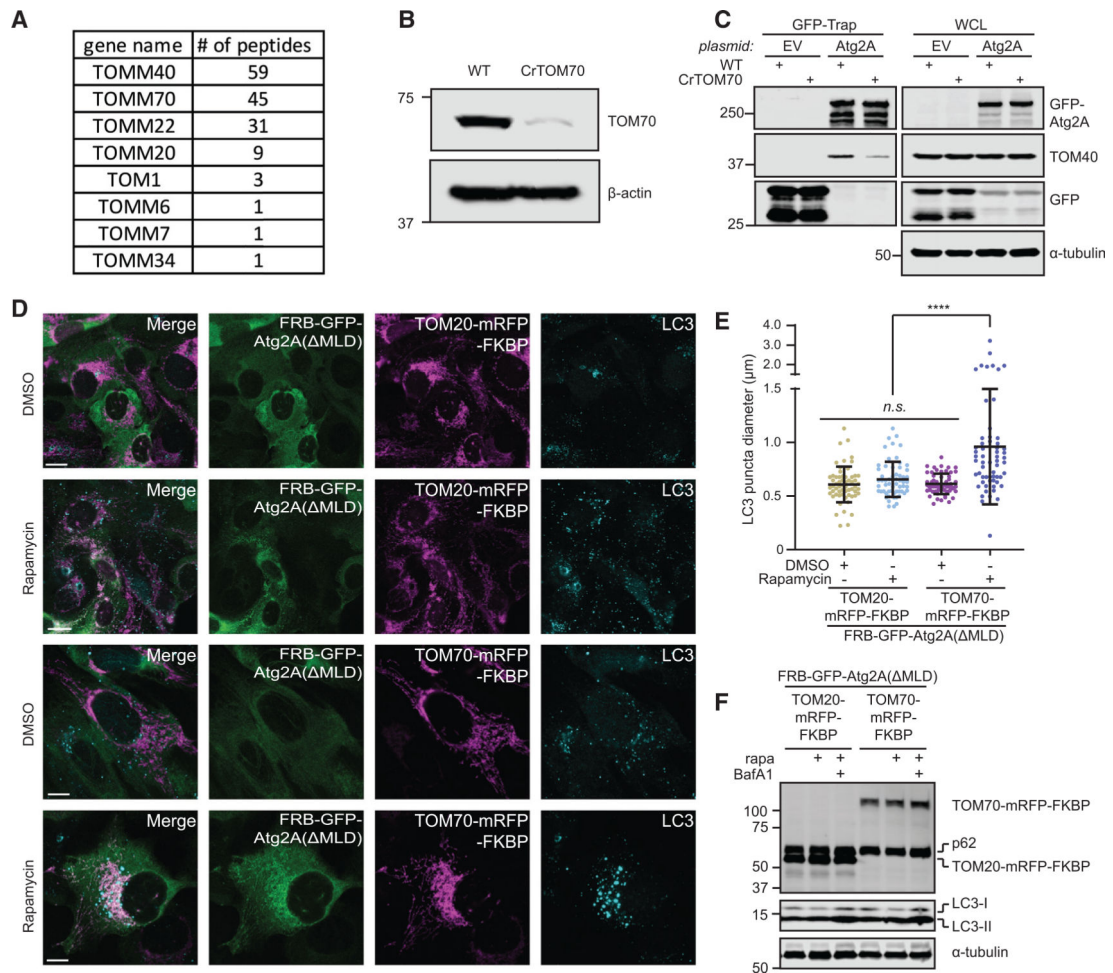 A
gene name # of peptides
TOMM40 59
TOMM70 45
TOMM22 31
TOMM20 9
TOM1 3
TOMM6 1
TOMM7 1
TOMM34 1
B
WT CrTOM70
75
TOM70
β-actin
37
C
GFP-Trap WCL
plasmid: EV Atg2A EV Atg2A
WT + + + +
CrTOM70 + + + +
250
GFP-
Atg2A
37
TOM40
25
GFP
50
α-tubulin
D
DMSO
Merge
FRB-GFP-
Atg2A(ΔMLD)
TOM20-mRFP
-FKBP
LC3
Rapamycin
Merge
FRB-GFP-
Atg2A(ΔMLD)
TOM20-mRFP
-FKBP
LC3
DMSO
Merge
FRB-GFP-
Atg2A(ΔMLD)
TOM70-mRFP
-FKBP
LC3
Rapamycin
Merge
FRB-GFP-
Atg2A(ΔMLD)
TOM70-mRFP
-FKBP
LC3
E
****
n.s.
LC3 puncta diameter (μm)
4.0
3.0
2.0
1.5
1.0
0.5
0
DMSO + - + -
Rapamycin - + - +
TOM20-
mRFP-FKBP
TOM70-
mRFP-FKBP
FRB-GFP-Atg2A(ΔMLD)
F
FRB-GFP-Atg2A(ΔMLD)
TOM20-
mRFP-
FKBP
TOM70-
mRFP-
FKBP
rapa + + + +
BafA1 + +
100
75
50
37
TOM70-mRFP-FKBP
p62
TOM20-mRFP-FKBP
15
LC3-I
LC3-II
α-tubulin
50